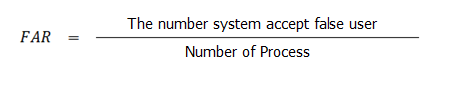 The number system accept false user
FAR =
Number of Process